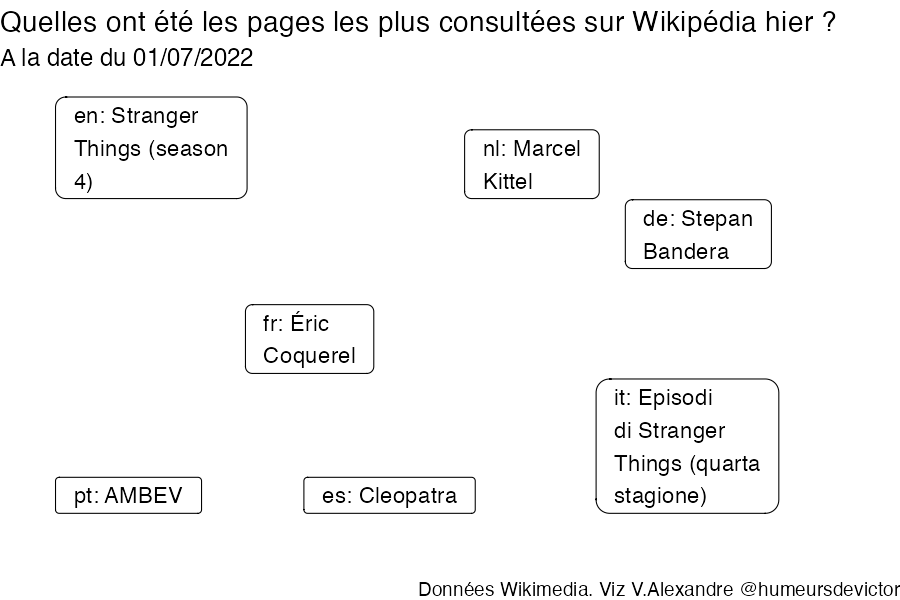 Quelles ont été les pages les plus consultées sur Wikipédia hier ?
A la date du 01/07/2022
en: Stranger
Things (season
4)
nl: Marcel
Kittel
de: Stepan
Bandera
fr: Éric
Coquerel
it: Episodi
di Stranger
Things (quarta
stagione)
pt: AMBEV
es: Cleopatra
Données Wikimedia. Viz V.Alexandre @humeursdevictor